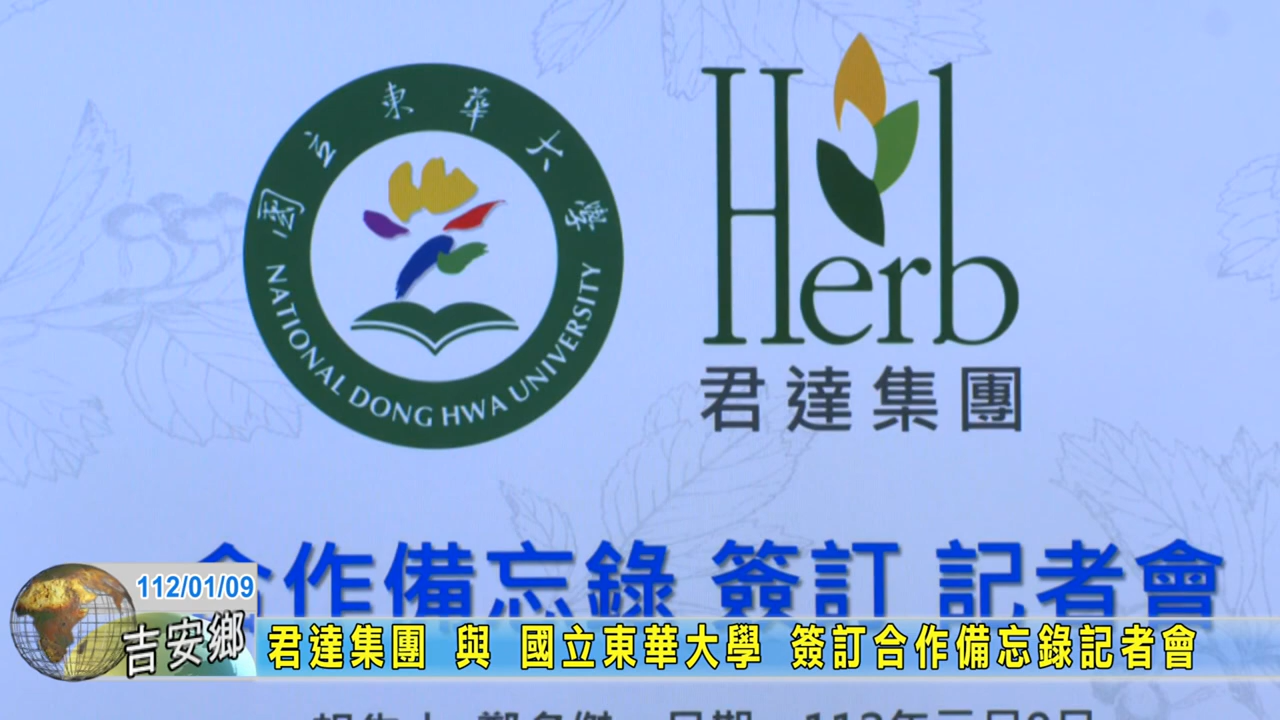 國立東華大學
NATIONAL DONG HWA UNIVERSITY
Herb
君達集團
合作備忘錄 簽訂 記者會
112/01/09
吉安鄉
君達集團 與 國立東華大學 簽訂合作備忘錄記者會